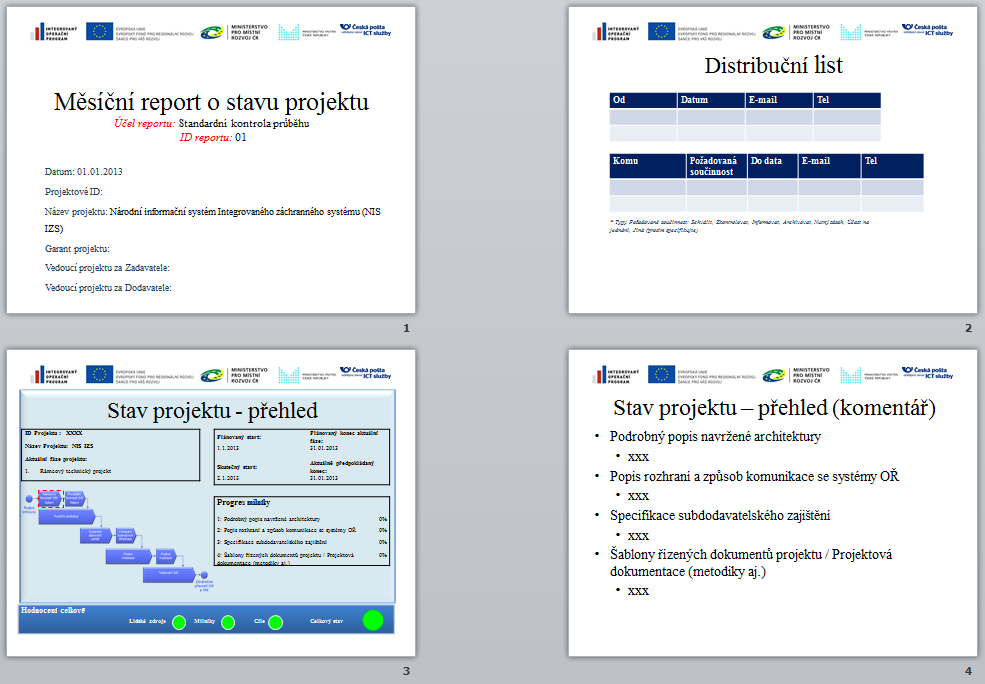 INTEGROVANÝ
OPERAČNÍ
PROGRAM
EVROPSKÁ UNIE
EVROPSKÝ FOND PRO REGIONÁLNÍ ROZVOJ
ŠANCE PRO VÁŠ ROZVOJ
MINISTERSTVO
PRO MÍSTNÍ
ROZVOJ ČR
MINISTERSTVO VNITRA
ČESKÉ REPUBLIKY
Česká pošta
ICT služby
Měsíční report o stavu projektu
Účel reportu: Standardní kontrola průběhu
ID reportu: 01
Datum: 01.01.2013
Projektové ID:
Název projektu: Národní informační systém Integrovaného záchranného systému (NIS
IZS)
Garant projektu:
Vedoucí projektu za Zadavatele:
Vedoucí projektu za Dodavatele:
1
INTEGROVANÝ
OPERAČNÍ
PROGRAM
EVROPSKÁ UNIE
EVROPSKÝ FOND PRO REGIONÁLNÍ ROZVOJ
ŠANCE PRO VÁŠ ROZVOJ
MINISTERSTVO
PRO MÍSTNÍ
ROZVOJ ČR
MINISTERSTVO VNITRA
ČESKÉ REPUBLIKY
Česká pošta
ICT služby
Distribuční list
Od Datum E-mail Tel
Komu Požadovaná součinnost Do data E-mail Tel
* Typy Požadované součinnost: Schválit, Zkontrolovat, Informovat, Archivovat, Nutný zásah, Účast na
jednání, Jiná (prosím specifikujte)
2
INTEGROVANÝ
OPERAČNÍ
PROGRAM
EVROPSKÁ UNIE
EVROPSKÝ FOND PRO REGIONÁLNÍ ROZVOJ
ŠANCE PRO VÁŠ ROZVOJ
MINISTERSTVO
PRO MÍSTNÍ
ROZVOJ ČR
MINISTERSTVO VNITRA
ČESKÉ REPUBLIKY
Česká pošta
ICT služby
Stav projektu - přehled
ID Projektu : XXXX
Název Projektu: NIS IZS
Aktuální fáze projektu:
1. Rámcový technický projekt
Plánovaný start:
1.1.2013
Plánovaný konec aktuální
fáze:
31.01.2013
Skutečný start:
2.1.2013
Aktuálně předpokládaný
konec:
31.01.2013
Progres milníky
1: Podrobný popis navržené architektury 0%
2: Popis rozhraní a způsob komunikace se systémy OŘ 0%
3: Specifikace subdodavatelského zajištění 0%
4: Šablony řízených dokumentů projektu / Projektová 0%
dokumentace (metodiky aj.)
Hodnocení celkově
Lidské zdroje Milníky Cíle Celkový stav
3
INTEGROVANÝ
OPERAČNÍ
PROGRAM
EVROPSKÁ UNIE
EVROPSKÝ FOND PRO REGIONÁLNÍ ROZVOJ
ŠANCE PRO VÁŠ ROZVOJ
MINISTERSTVO
PRO MÍSTNÍ
ROZVOJ ČR
MINISTERSTVO VNITRA
ČESKÉ REPUBLIKY
Česká pošta
ICT služby
Stav projektu – přehled (komentář)
• Podrobný popis navržené architektury
• xxx
• Popis rozhraní a způsob komunikace se systémy OŘ
• xxx
• Specifikace subdodavatelského zajištění
• xxx
• Šablony řízených dokumentů projektu / Projektová
dokumentace (metodiky aj.)
• xxx
4